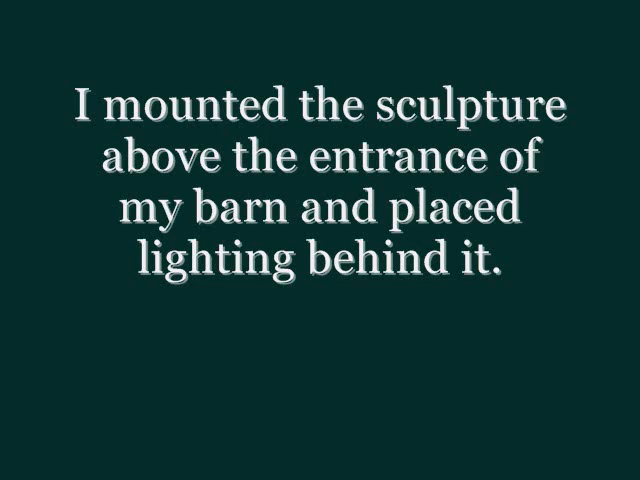 I mounted the sculpture
above the entrance of
my barn and placed
lighting behind it.